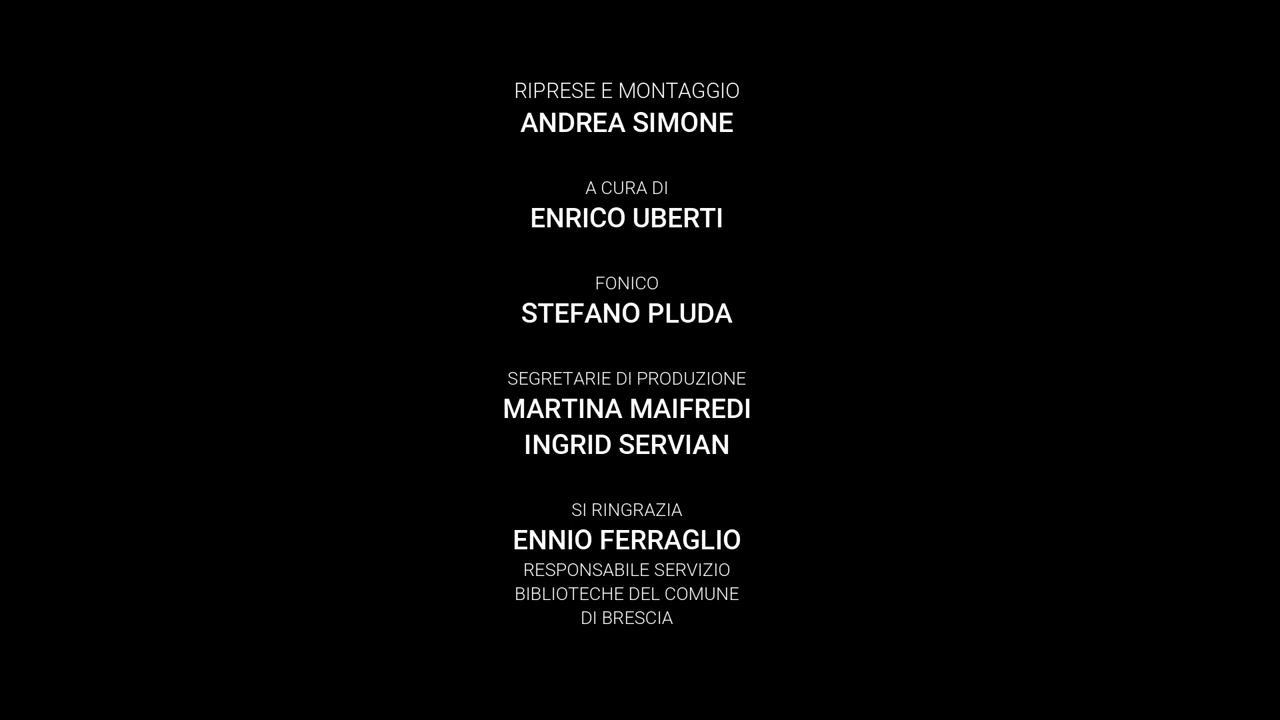 RIPRESE E MONTAGGIO
ANDREA SIMONE
A CURA DI
ENRICO UBERTI
FONICO
STEFANO PLUDA
SEGRETARIE DI PRODUZIONE
MARTINA MAIFREDI
INGRID SERVIAN
SI RINGRAZIA
ENNIO FERRAGLIO
RESPONSABILE SERVIZIO
BIBLIOTECHE DEL COMUNE
DI BRESCIA